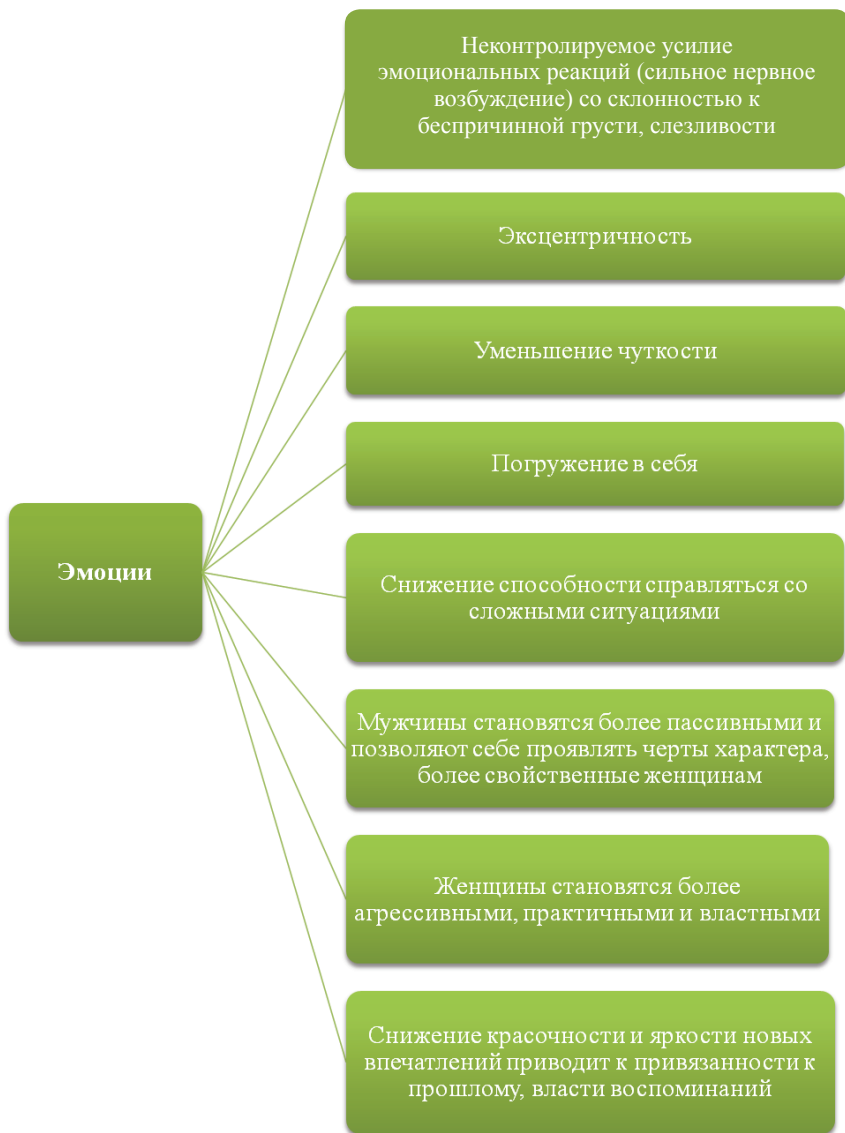 Неконтролируемое усилие
эмоциональных реакций (сильное нервное
возбуждение) со склонностью к
беспричинной грусти, слезливости
Эксцентричность
Уменьшение чуткости
Погружение в себя
Эмоции
Снижение способности справляться со
сложными ситуациями
Мужчины становятся более пассивными и
позволяют себе проявлять черты характера,
более свойственные женщинам
Женщины становятся более
агрессивными, практичными и властными
Снижение красочности и яркости новых
впечатлений приводит к привязанности к
прошлому, власти воспоминаний